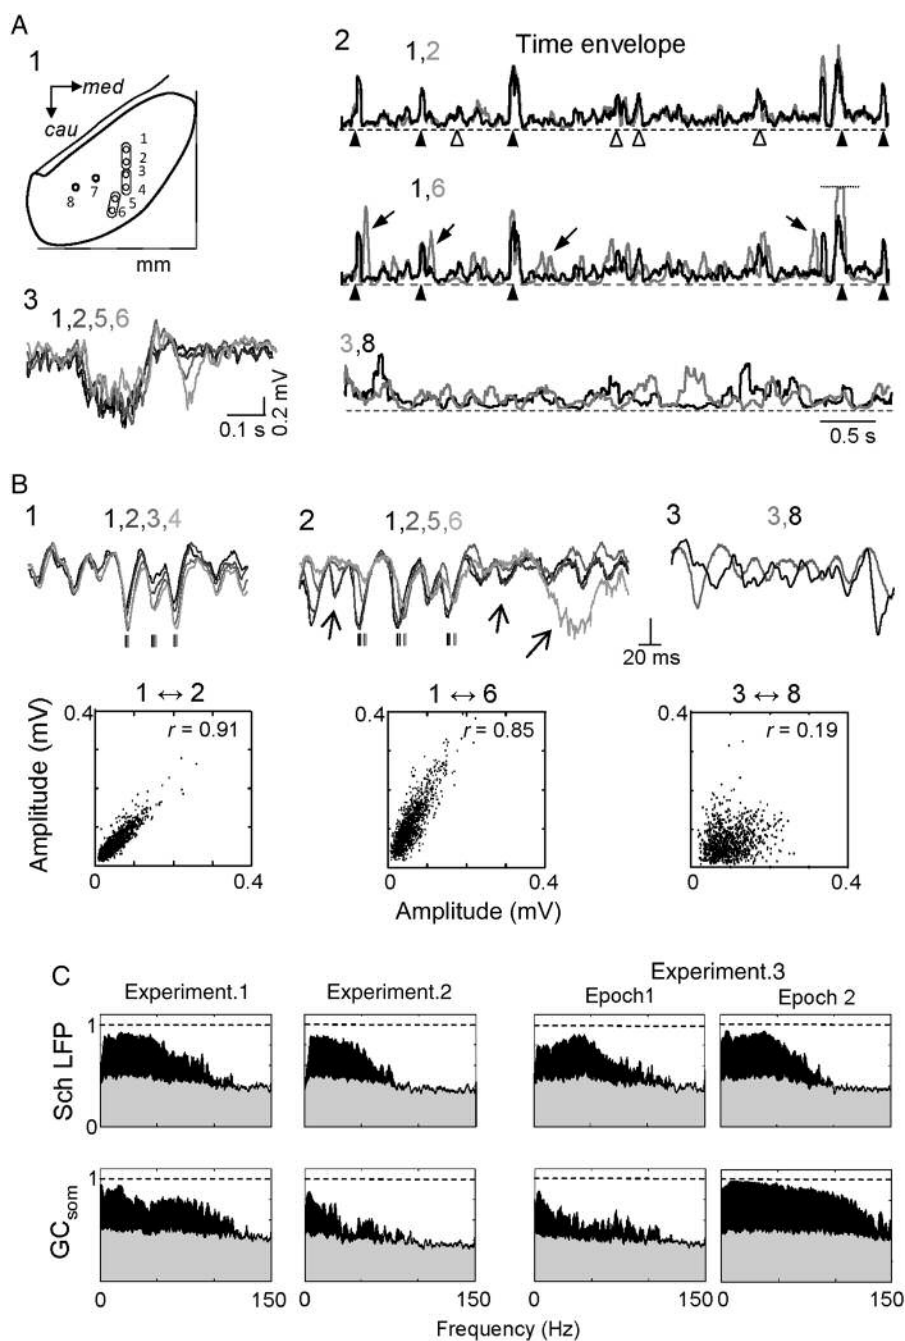 A
1
med
cau
1
2
3
4
5
6
7
8
mm
2
1,2
Time envelope
1,6
3
1,2,5,6
0.1 s
0.2 mV
3,8
0.5 s
B
1
1,2,3,4
2
1,2,5,6
3
3,8
20 ms
1 ↔ 2
1 ↔ 6
3 ↔ 8
Amplitude (mV)
0.4
r = 0.91
0
0.4
0.4
r = 0.85
0
0.4
0.4
r = 0.19
0
0.4
Amplitude (mV)
C
Experiment.1
Experiment.2
Experiment.3
Epoch1
Epoch 2
Sch LFP
1
0
GCsom
1
0
150
0
150
0
150
0
150
Frequency (Hz)